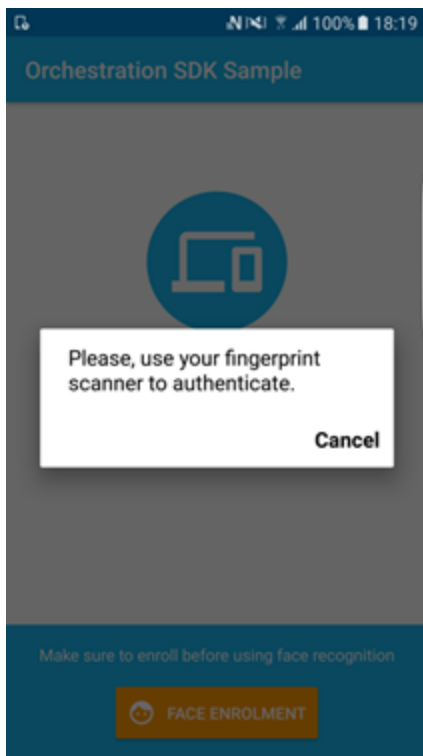 100% 18:19
Orchestration SDK Sample
Please, use your fingerprint
scanner to authenticate.
Cancel
Make sure to enroll before using face recognition
FACE ENROLMENT